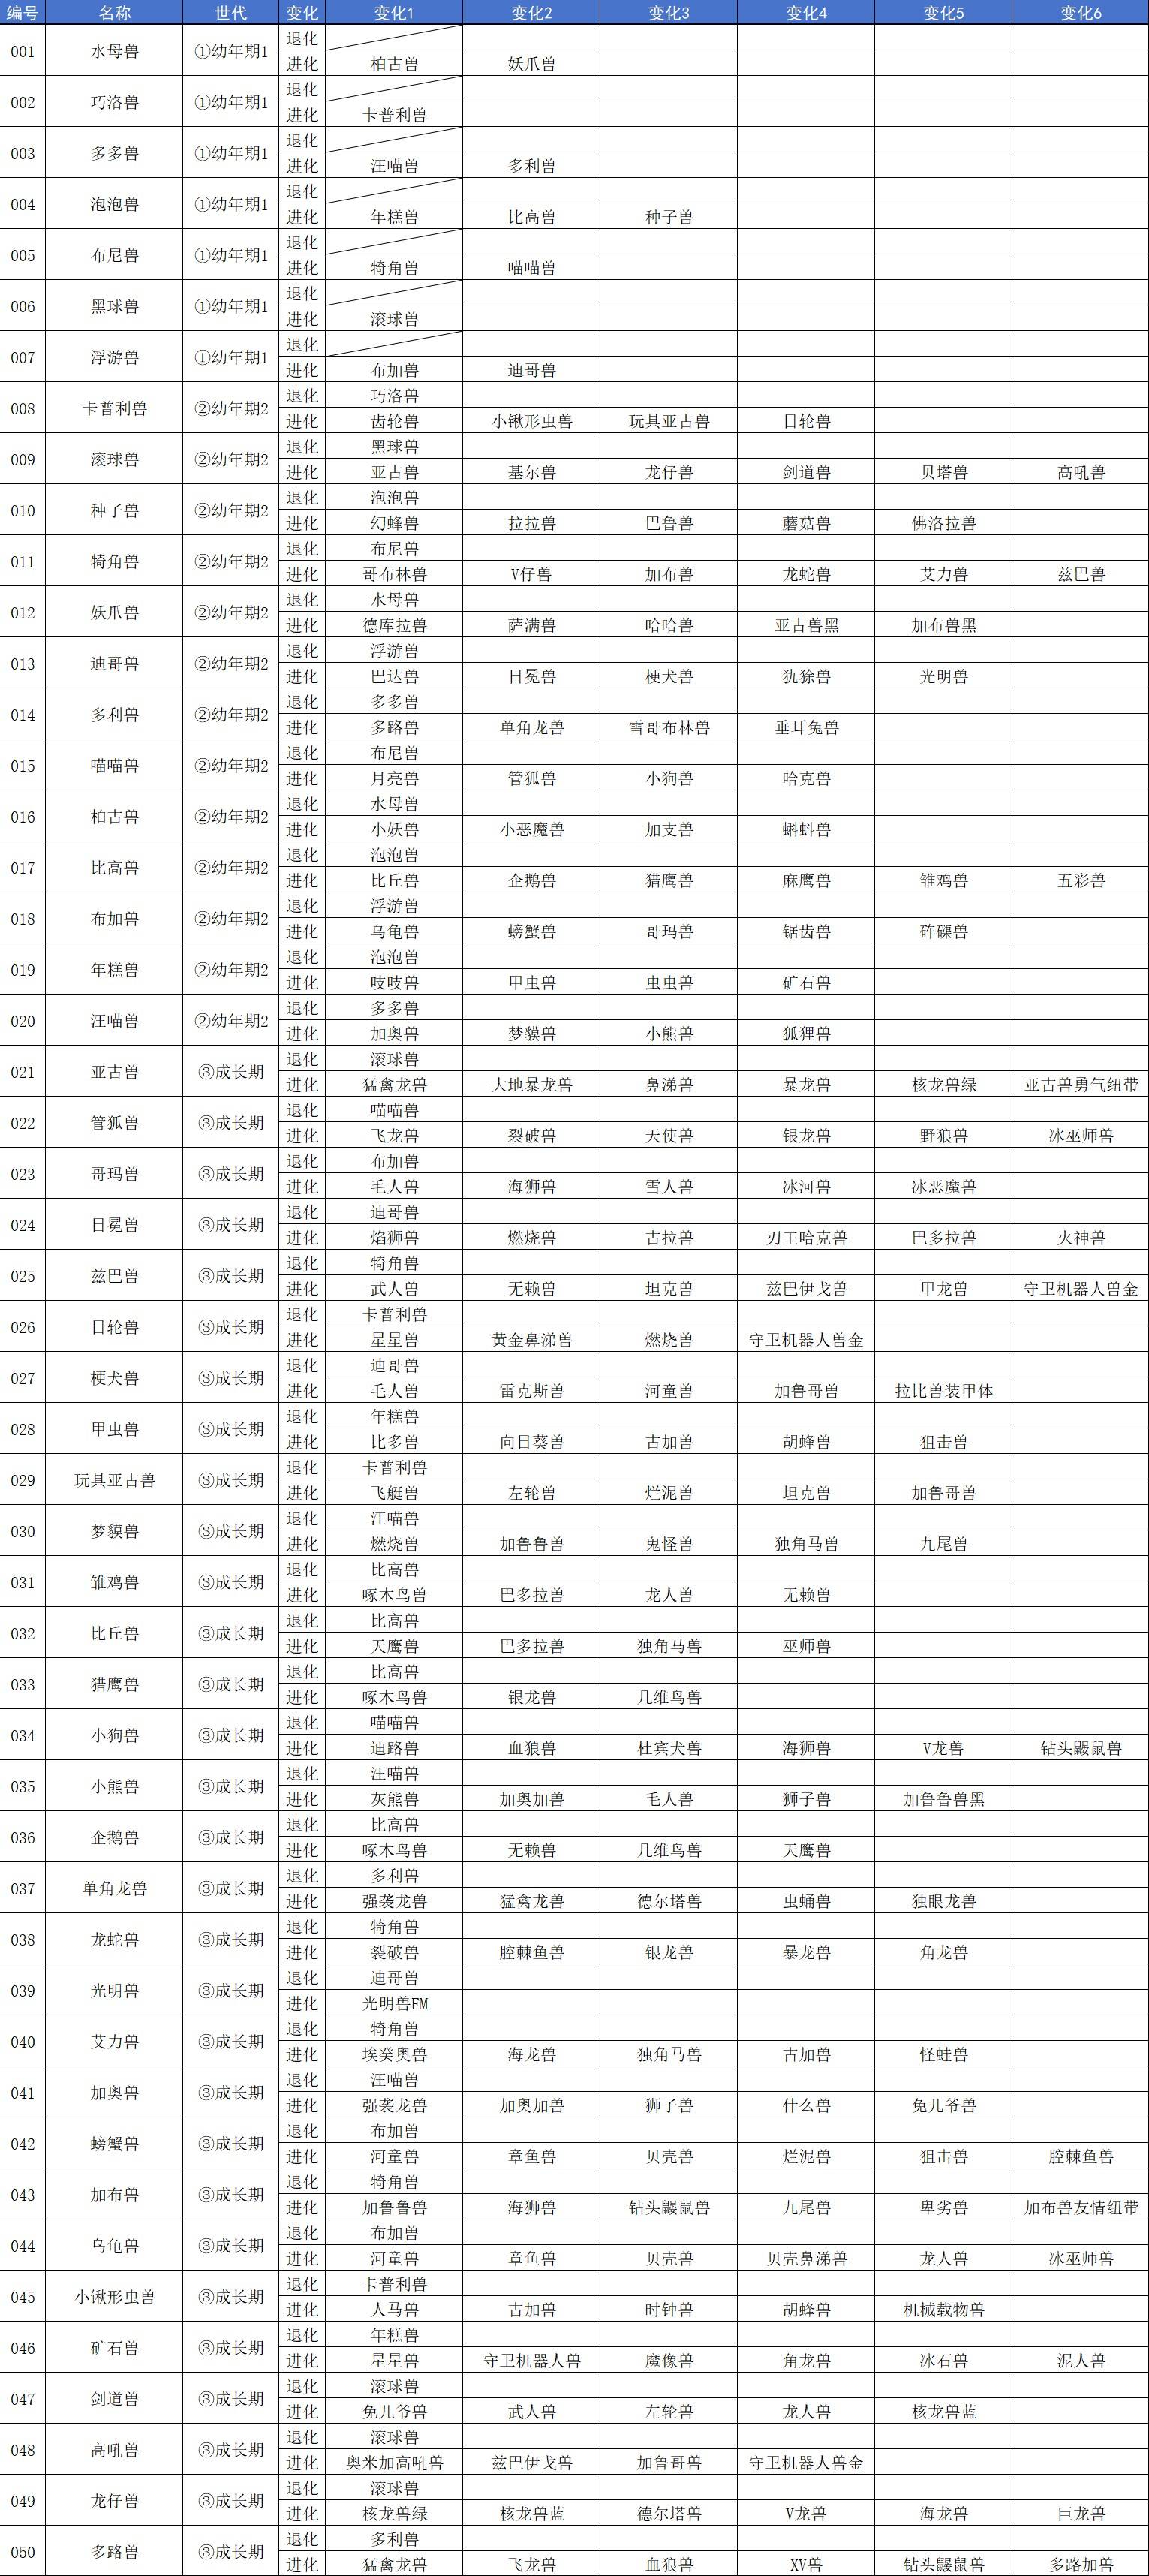 编号 名称 世代 变化 变化1 变化2 变化3 变化4 变化5 变化6
001 水母兽 ①幼年期1 退化
进化 柏古兽 妖爪兽
002 巧洛兽 ①幼年期1 退化
进化 卡普利兽
003 多多兽 ①幼年期1 退化
进化 汪喵兽 多利兽
004 泡泡兽 ①幼年期1 退化
进化 年糕兽 比高兽 种子兽
005 布尼兽 ①幼年期1 退化
进化 犄角兽 喵喵兽
006 黑球兽 ①幼年期1 退化
进化 滚球兽
007 浮游兽 ①幼年期1 退化
进化 布加兽 迪哥兽
008 卡普利兽 ②幼年期2 退化 巧洛兽
进化 齿轮兽 小锹形虫兽 玩具亚古兽 日轮兽
009 滚球兽 ②幼年期2 退化 黑球兽
进化 亚古兽 基尔兽 龙仔兽 剑道兽 贝塔兽 高吼兽
010 种子兽 ②幼年期2 退化 泡泡兽
进化 幻蜂兽 拉拉兽 巴鲁兽 蘑菇兽 佛洛拉兽
011 犄角兽 ②幼年期2 退化 布尼兽
进化 哥布林兽 V仔兽 加布兽 龙蛇兽 艾力兽 兹巴兽
012 妖爪兽 ②幼年期2 退化 水母兽
进化 德库拉兽 萨满兽 哈哈兽 亚古兽黑 加布兽黑
013 迪哥兽 ②幼年期2 退化 浮游兽
进化 巴达兽 日冕兽 梗犬兽 犰狳兽 光明兽
014 多利兽 ②幼年期2 退化 多多兽
进化 多路兽 单角龙兽 雪哥布林兽 垂耳兔兽
015 喵喵兽 ②幼年期2 退化 布尼兽
进化 月亮兽 管狐兽 小狗兽 哈克兽
016 柏古兽 ②幼年期2 退化 水母兽
进化 小妖兽 小恶魔兽 加支兽 蝌蚪兽
017 比高兽 ②幼年期2 退化 泡泡兽
进化 比丘兽 企鹅兽 猎鹰兽 麻鹰兽 雏鸡兽 五彩兽
018 布加兽 ②幼年期2 退化 浮游兽
进化 乌龟兽 螃蟹兽 哥玛兽 锯齿兽 砗磲兽
019 年糕兽 ②幼年期2 退化 泡泡兽
进化 吱吱兽 甲虫兽 虫虫兽 矿石兽
020 汪喵兽 ②幼年期2 退化 多多兽
进化 加奥兽 梦貘兽 小熊兽 狐狸兽
021 亚古兽 ③成长期 退化 滚球兽
进化 猛禽龙兽 大地暴龙兽 鼻涕兽 暴龙兽 核龙兽绿 亚古兽勇气纽带
022 管狐兽 ③成长期 退化 喵喵兽
进化 飞龙兽 裂破兽 天使兽 银龙兽 野狼兽 冰巫师兽
023 哥玛兽 ③成长期 退化 布加兽
进化 毛人兽 海狮兽 雪人兽 冰河兽 冰恶魔兽
024 日冕兽 ③成长期 退化 迪哥兽
进化 焰狮兽 燃烧兽 古拉兽 刃王哈克兽 巴多拉兽 火神兽
025 兹巴兽 ③成长期 退化 犄角兽
进化 武人兽 无赖兽 坦克兽 兹巴伊戈兽 甲龙兽 守卫机器人兽金
026 日轮兽 ③成长期 退化 卡普利兽
进化 星星兽 黄金鼻涕兽 燃烧兽 守卫机器人兽金
027 梗犬兽 ③成长期 退化 迪哥兽
进化 毛人兽 雷克斯兽 河童兽 加鲁哥兽 拉比兽装甲体
028 甲虫兽 ③成长期 退化 年糕兽
进化 比多兽 向日葵兽 古加兽 胡蜂兽 狙击兽
029 玩具亚古兽 ③成长期 退化 卡普利兽
进化 飞艇兽 左轮兽 烂泥兽 坦克兽 加鲁哥兽
030 梦貘兽 ③成长期 退化 汪喵兽
进化 燃烧兽 加鲁鲁兽 鬼怪兽 独角马兽 九尾兽
031 雏鸡兽 ③成长期 退化 比高兽
进化 啄木鸟兽 巴多拉兽 龙人兽 无赖兽
032 比丘兽 ③成长期 退化 比高兽
进化 天鹰兽 巴多拉兽 独角马兽 巫师兽
033 猎鹰兽 ③成长期 退化 比高兽
进化 啄木鸟兽 银龙兽 几维鸟兽
034 小狗兽 ③成长期 退化 喵喵兽
进化 迪路兽 血狼兽 杜宾犬兽 海狮兽 V龙兽 钻头鼹鼠兽
035 小熊兽 ③成长期 退化 汪喵兽
进化 灰熊兽 加奥加兽 毛人兽 狮子兽 加鲁鲁兽黑
036 企鹅兽 ③成长期 退化 比高兽
进化 啄木鸟兽 无赖兽 几维鸟兽 天鹰兽
037 单角龙兽 ③成长期 退化 多利兽
进化 强袭龙兽 猛禽龙兽 德尔塔兽 虫蛹兽 独眼龙兽
038 龙蛇兽 ③成长期 退化 犄角兽
进化 裂破兽 腔棘鱼兽 银龙兽 暴龙兽 角龙兽
039 光明兽 ③成长期 退化 迪哥兽
进化 光明兽FM
040 艾力兽 ③成长期 退化 犄角兽
进化 埃癸奥兽 海龙兽 独角马兽 古加兽 怪蛙兽
041 加奥兽 ③成长期 退化 汪喵兽
进化 强袭龙兽 加奥加兽 狮子兽 什么兽 免儿爷兽
042 螃蟹兽 ③成长期 退化 布加兽
进化 河童兽 章鱼兽 贝壳兽 烂泥兽 狙击兽 腔棘鱼兽
043 加布兽 ③成长期 退化 犄角兽
进化 加鲁鲁兽 海狮兽 钻头鼹鼠兽 九尾兽 卑劣兽 加布兽友情纽带
044 乌龟兽 ③成长期 退化 布加兽
进化 河童兽 章鱼兽 贝壳兽 贝壳鼻涕兽 龙人兽 冰巫师兽
045 小锹形虫兽 ③成长期 退化 卡普利兽
进化 人马兽 古加兽 时钟兽 胡蜂兽 机械载物兽
046 矿石兽 ③成长期 退化 年糕兽
进化 星星兽 守卫机器人兽 魔像兽 角龙兽 冰石兽 泥人兽
047 剑道兽 ③成长期 退化 滚球兽
进化 免儿爷兽 武人兽 左轮兽 龙人兽 核龙兽蓝
048 高吼兽 ③成长期 退化 滚球兽
进化 奥米加高吼兽 兹巴伊戈兽 加鲁哥兽 守卫机器人兽金
049 龙仔兽 ③成长期 退化 滚球兽
进化 核龙兽绿 核龙兽蓝 德尔塔兽 V龙兽 海龙兽 巨龙兽
050 多路兽 ③成长期 退化 多利兽
进化 猛禽龙兽 飞龙兽 血狼兽 XV兽 钻头鼹鼠兽 多路加兽